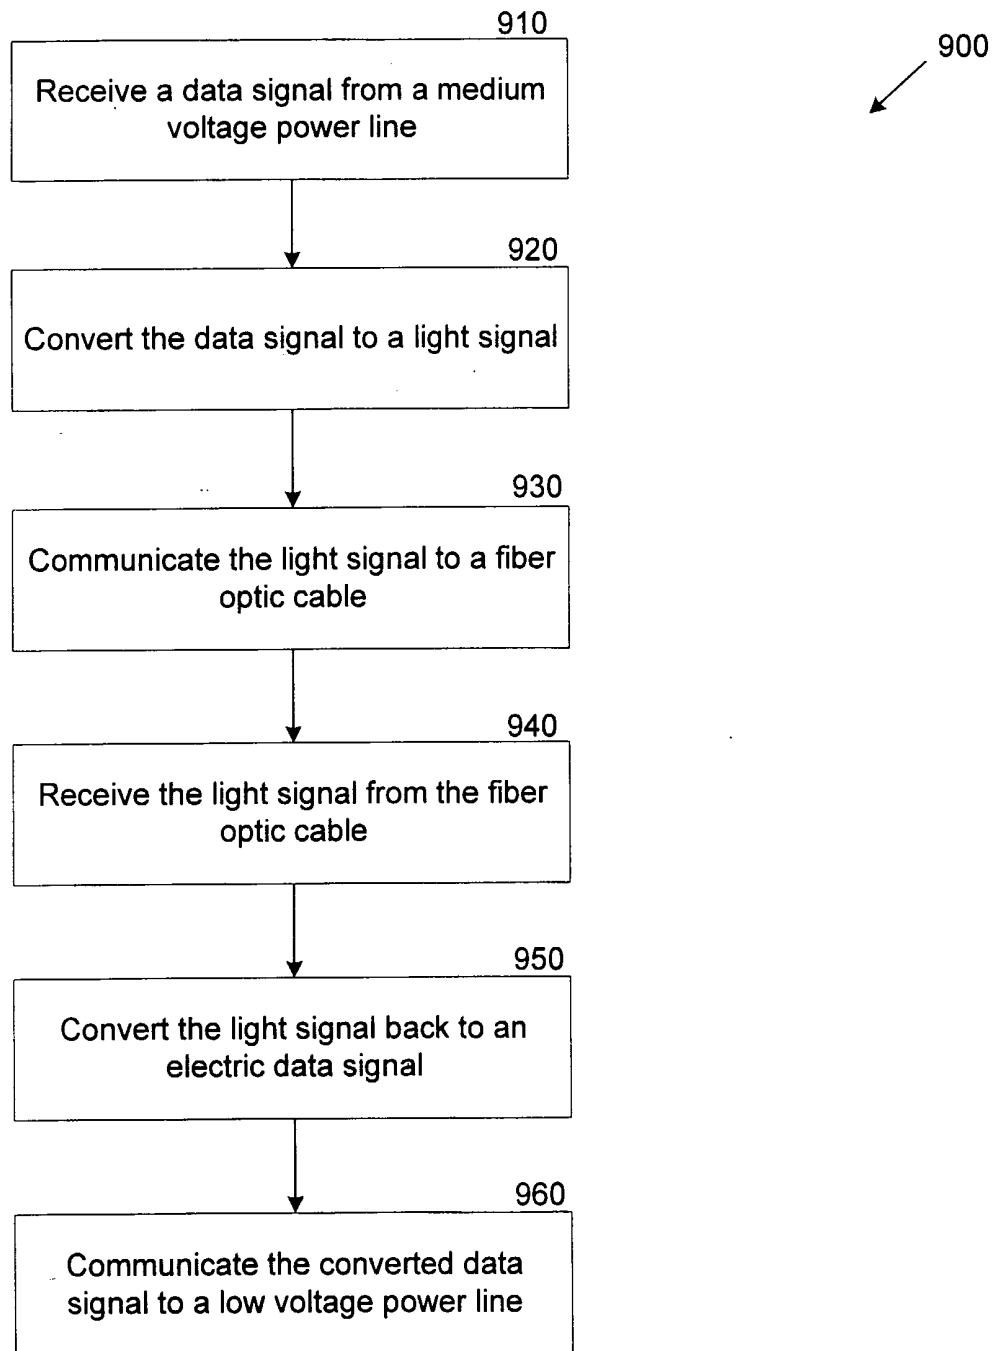 910
900
Receive a data signal from a medium
voltage power line
920
Convert the data signal to a light signal
930
Communicate the light signal to a fiber
optic cable
940
Receive the light signal from the fiber
optic cable
950
Convert the light signal back to an
electric data signal
960
Communicate the converted data
signal to a low voltage power line